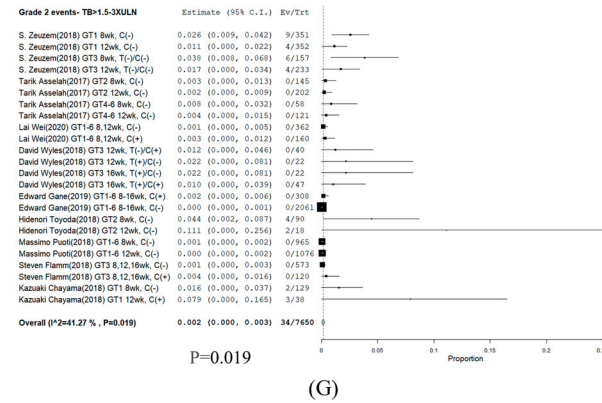 Grade 2 events- TB>1.5-3XULN Estimate (95% C.I.) Ev/Trt
S. Zeuzem(2018) GT1 8wk, C(-) 0.026 (0.009, 0.042) 9/351
S. Zeuzem(2018) GT1 12wk, C(-) 0.011 (0.000, 0.022) 4/352
S. Zeuzem(2018) GT3 8wk, T(-)/C(-) 0.038 (0.000, 0.068) 6/157
S. Zeuzem(2018) GT3 12wk, T(-)/C(-) 0.017 (0.000, 0.034) 4/233
Tarik Asselah(2017) GT2 8wk, C(-) 0.003 (0.000, 0.013) 0/145
Tarik Asselah(2017) GT2 12wk, C(-) 0.002 (0.000, 0.009) 0/202
Tarik Asselah(2017) GT4-6 8wk, C(-) 0.008 (0.000, 0.032) 0/58
Tarik Asselah(2017) GT4-6 12wk, C(-) 0.004 (0.000, 0.015) 0/121
Lai Wei(2020) GT1-6 8,12wk, C(-) 0.001 (0.000, 0.005) 0/362
Lai Wei(2020) GT1-6 8,12wk, C(+) 0.003 (0.000, 0.012) 0/160
David Wyles(2018) GT3 12wk, T(-)/C(+) 0.012 (0.000, 0.046) 0/40
David Wyles(2018) GT3 12wk, T(+)/C(-) 0.022 (0.000, 0.081) 0/22
David Wyles(2018) GT3 16wk, T(+)/C(-) 0.022 (0.000, 0.081) 0/22
David Wyles(2018) GT3 16wk, T(+)/C(+) 0.010 (0.000, 0.039) 0/47
Edward Gane(2019) GT1-6 8-16wk, C(+) 0.002 (0.000, 0.006) 0/308
Edward Gane(2019) GT1-6 8-16wk, C(-) 0.000 (0.000, 0.001) 0/2061
Hidenori Toyoda(2018) GT2 8wk, C(-) 0.044 (0.002, 0.087) 4/90
Hidenori Toyoda(2018) GT2 12wk, C(-) 0.111 (0.000, 0.256) 2/18
Massimo Puoti(2018) GT1-6 8wk, C(-) 0.001 (0.000, 0.002) 0/965
Massimo Puoti(2018) GT1-6 12wk, C(-) 0.000 (0.000, 0.002) 0/1076
Steven Flamm(2018) GT3 8,12,16wk, C(-) 0.001 (0.000, 0.003) 0/573
Steven Flamm(2018) GT3 8,12,16wk, C(+) 0.004 (0.000, 0.016) 0/120
Kazuaki Chayama(2018) GT1 8wk, C(-) 0.016 (0.000, 0.037) 2/129
Kazuaki Chayama(2018) GT1 12wk, C(+) 0.079 (0.000, 0.165) 3/38
Overall (I^2=41.27 % , P=0.019) 0.002 (0.000, 0.003) 34/7650
P=0.019
0 0.05 0.1 0.15 0.2
Proportion
(G)